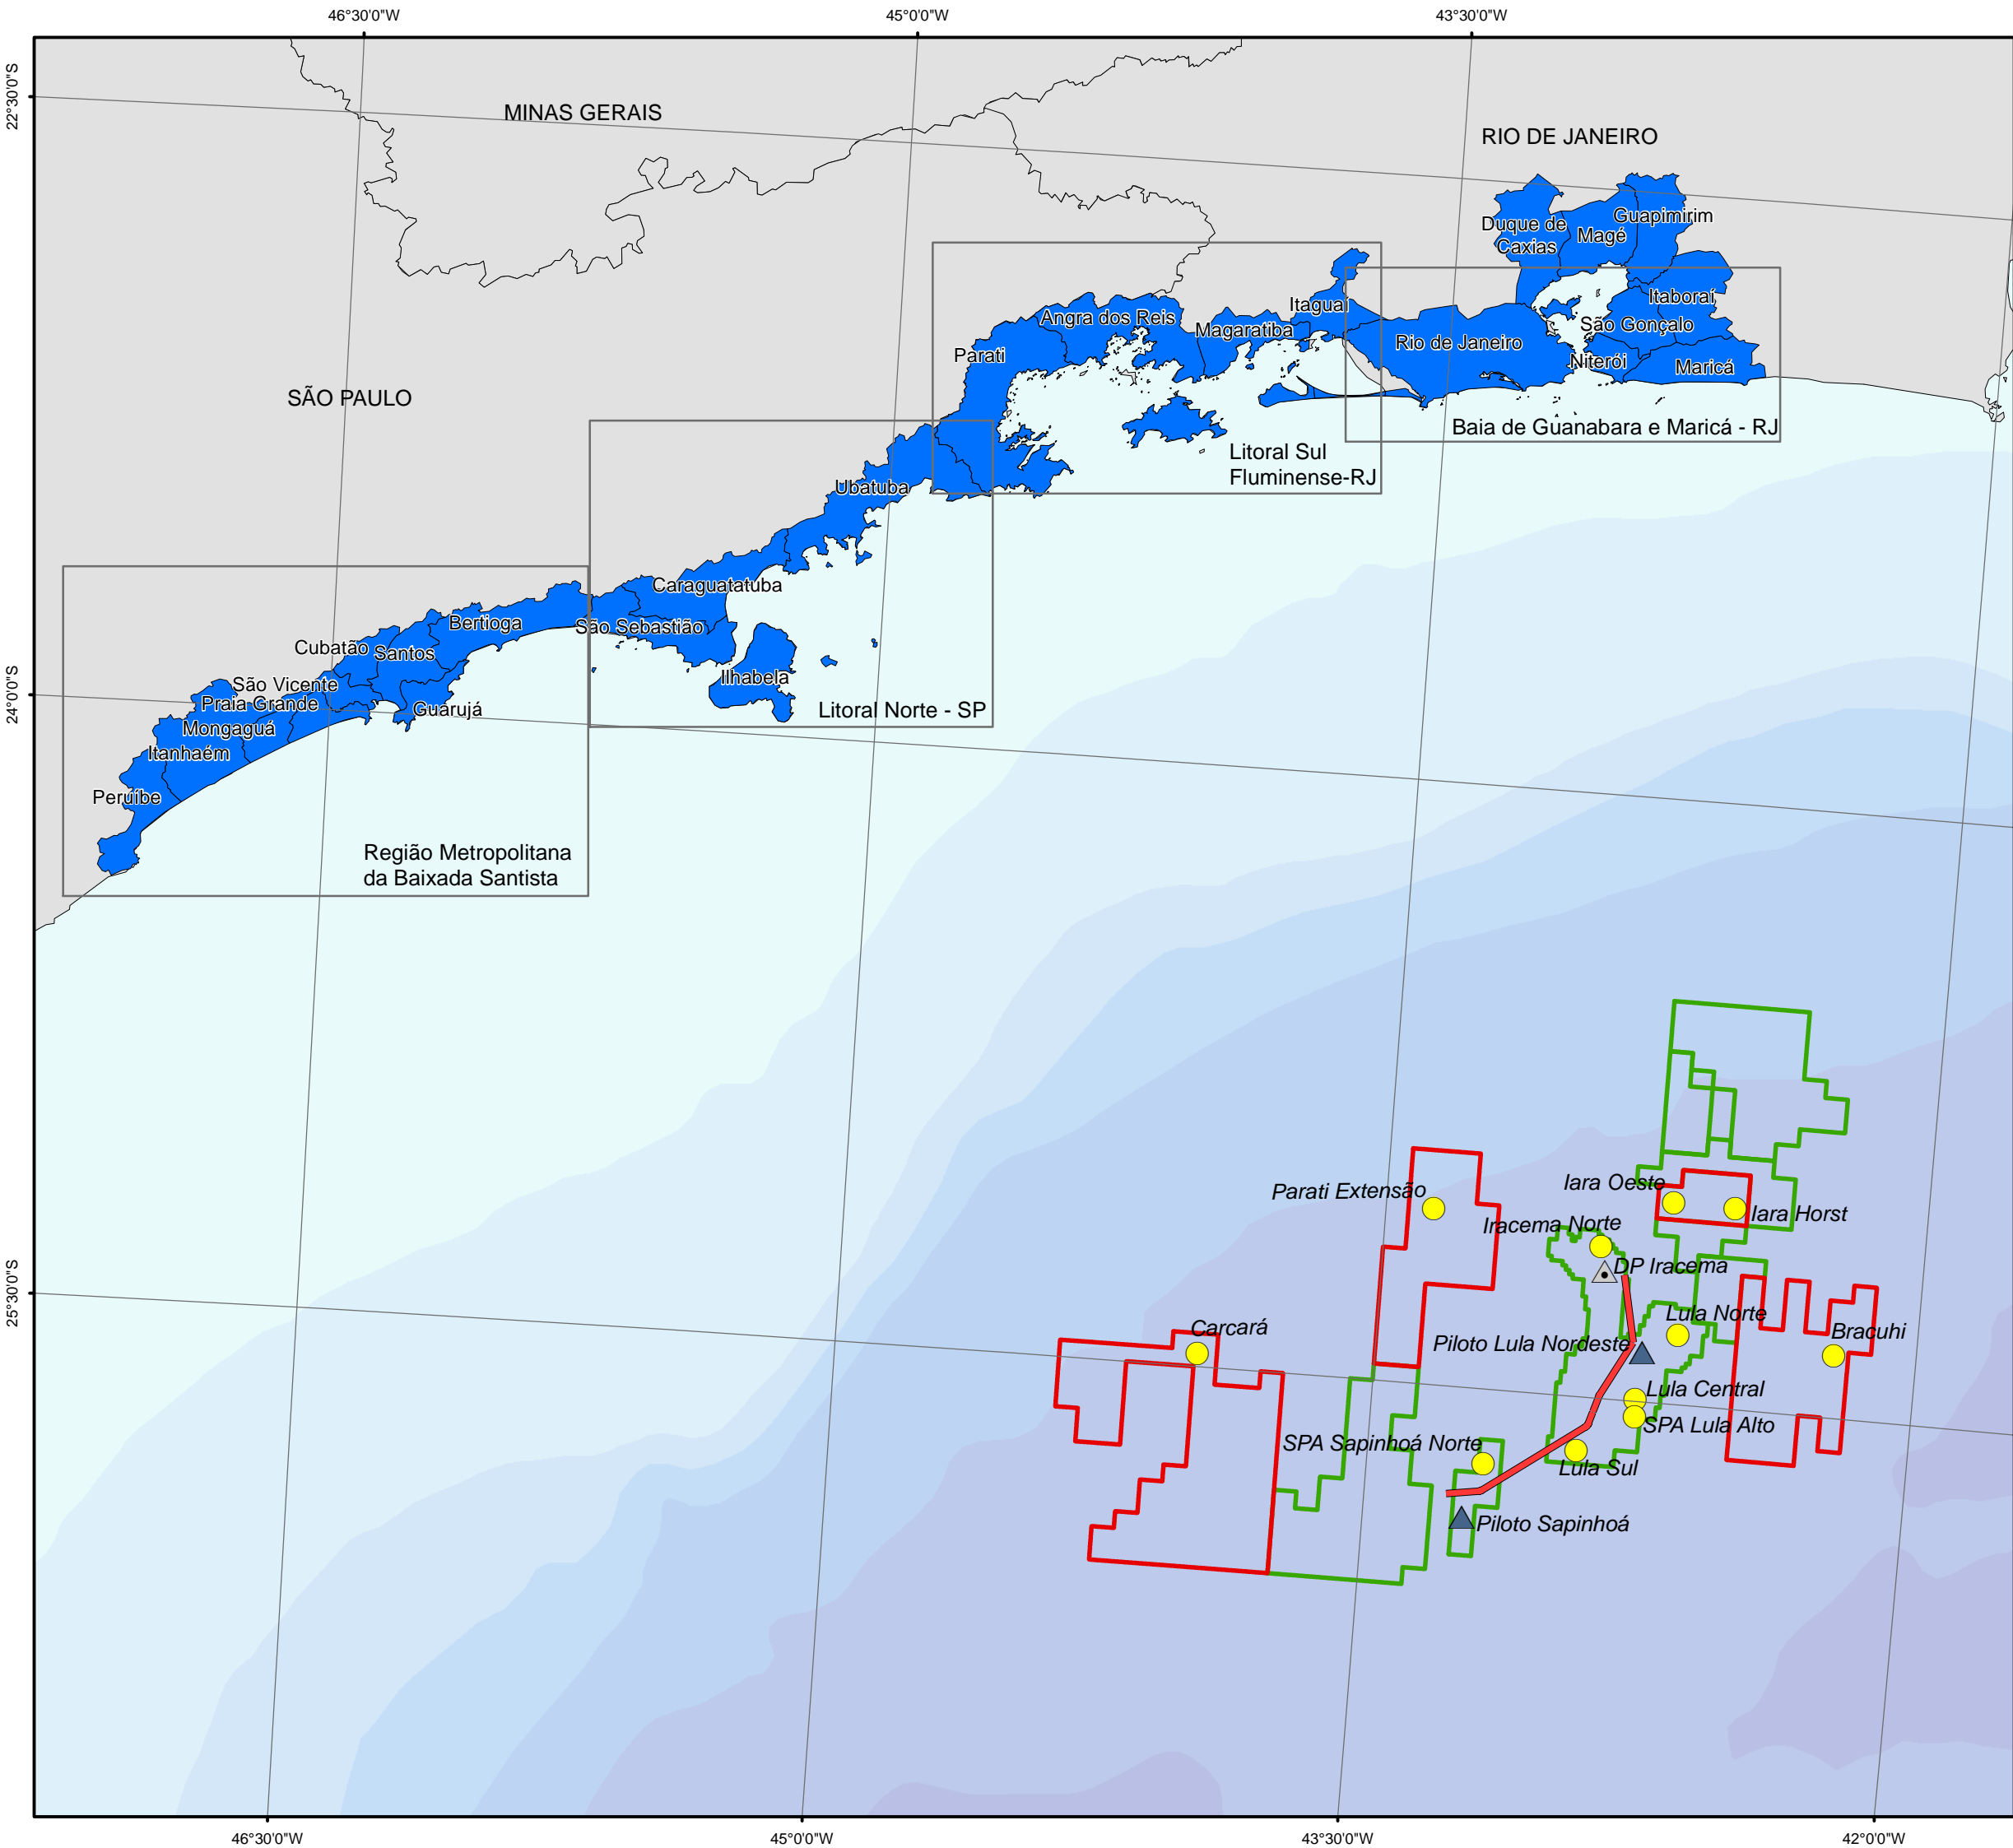 46°30'0"W
45°0'0"W
43°30'0"W
22°30'0"S
MINAS GERAIS
RIO DE JANEIRO
Duque de
Caxias
Magé
Guapimirim
Itaboraí
São Gonçalo
Niterói
Maricá
Rio de Janeiro
Itaguaí
Magaratiba
Angra dos Reis
Parati
Baia de Guanabara e Maricá - RJ
Litoral Sul
Fluminense-RJ
SÃO PAULO
Ubatuba
Caraguatatuba
São Sebastião
Ilhabela
Litoral Norte - SP
Bertioga
Cubatão
Santos
São Vicente
Praia Grande
Guarujá
Mongaguá
Itanhaém
Peruíbe
24°0'0"S
Região Metropolitana
da Baixada Santista
Parati Extensão
Iara Oeste
Iara Horst
Iracema Norte
DP Iracema
25°30'0"S
Carcará
Lula Norte
Piloto Lula Nordeste
Bracuhi
Lula Central
SPA Lula Alto
SPA Sapinhoá Norte
Lula Sul
Piloto Sapinhoá
46°30'0"W
45°0'0"W
43°30'0"W
42°0'0"W